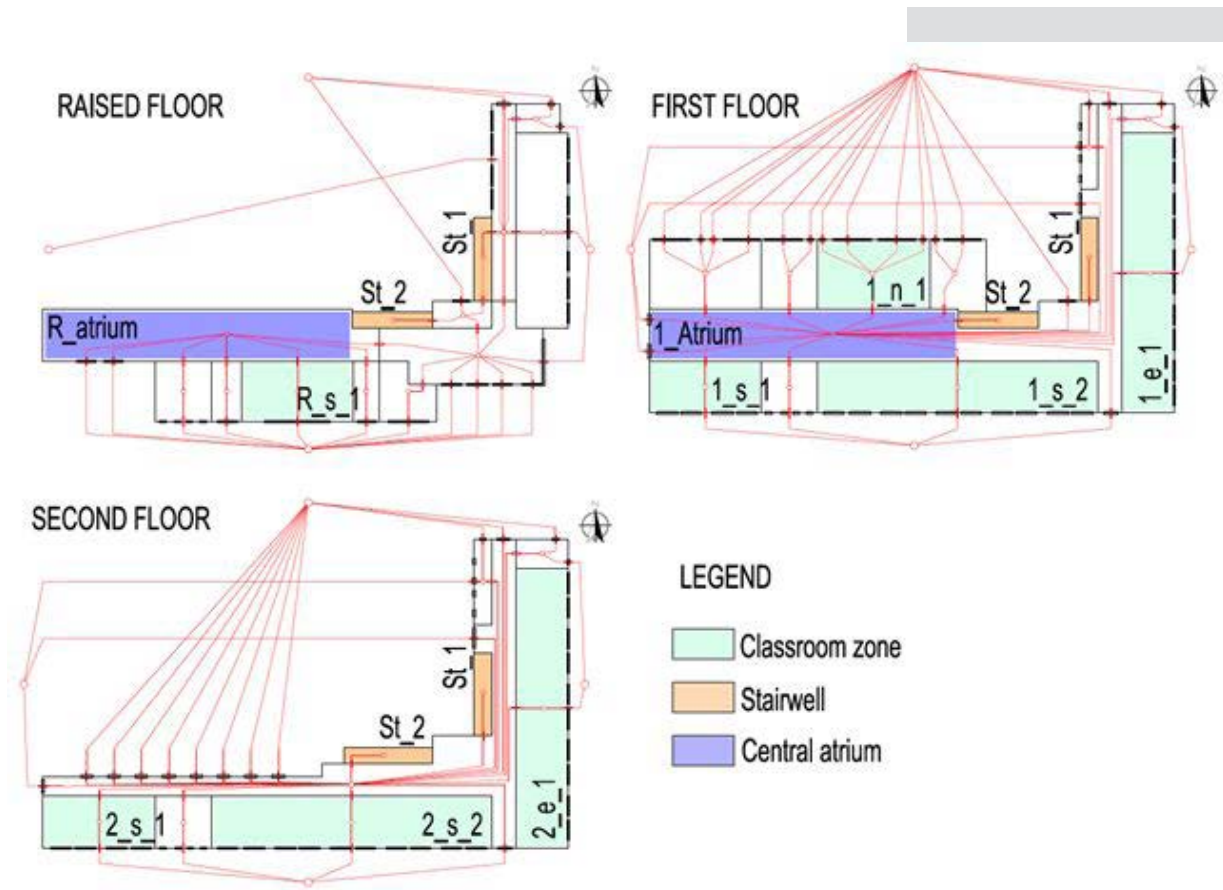 RAISED FLOOR
St_1
St_2
R_atrium
R_s_1
FIRST FLOOR
St_1
1_n_1
St_2
1_Atrium
1_s_1
1_s_2
1_e_1
SECOND FLOOR
St_1
St_2
2_s_1
2_s_2
2_e_1
LEGEND
Classroom zone
Stairwell
Central atrium